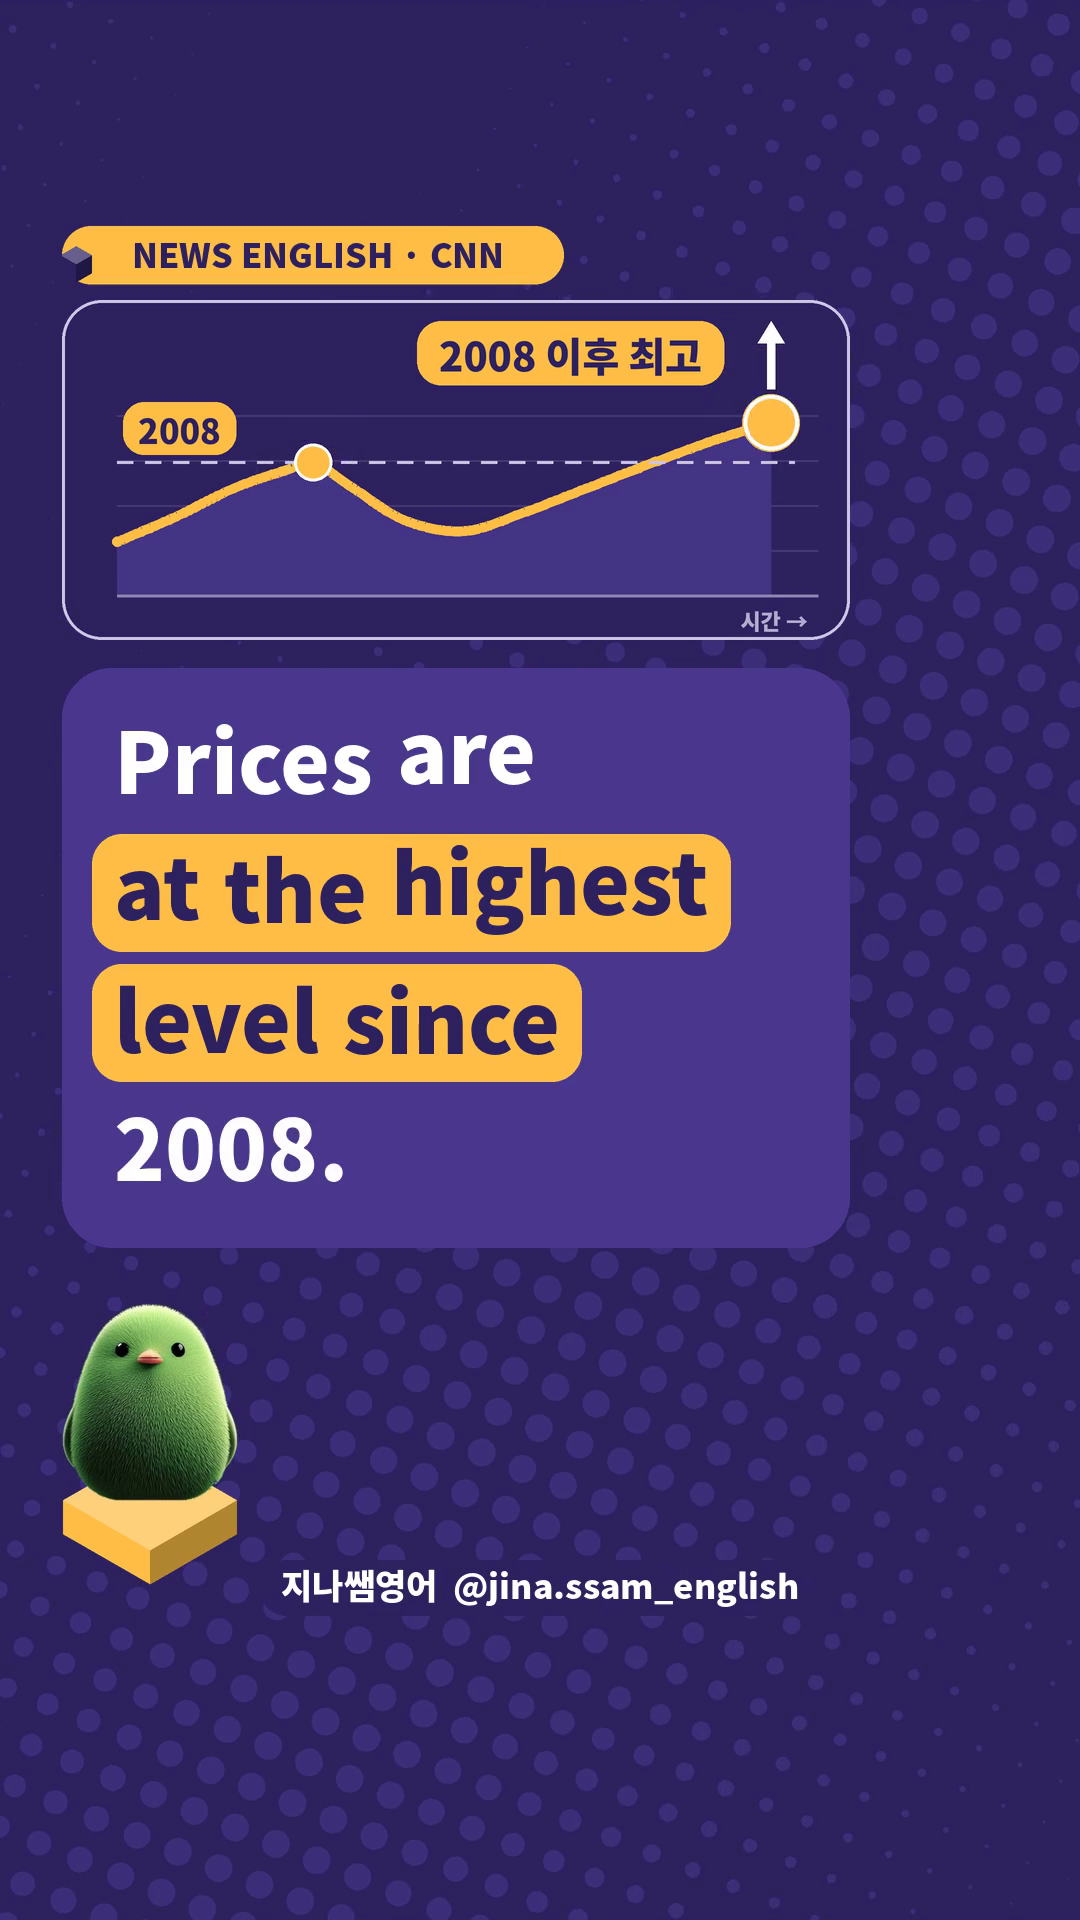 NEWS ENGLISH · CNN
2008 이후 최고
2008
시간 →
Prices are
at the highest
level since
2008.
지나쌤영어 @jina.ssam_english